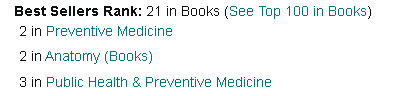 Best Sellers Rank: 21 in Books (See Top 100 in Books)
2 in Preventive Medicine
2 in Anatomy (Books)
3 in Public Health & Preventive Medicine